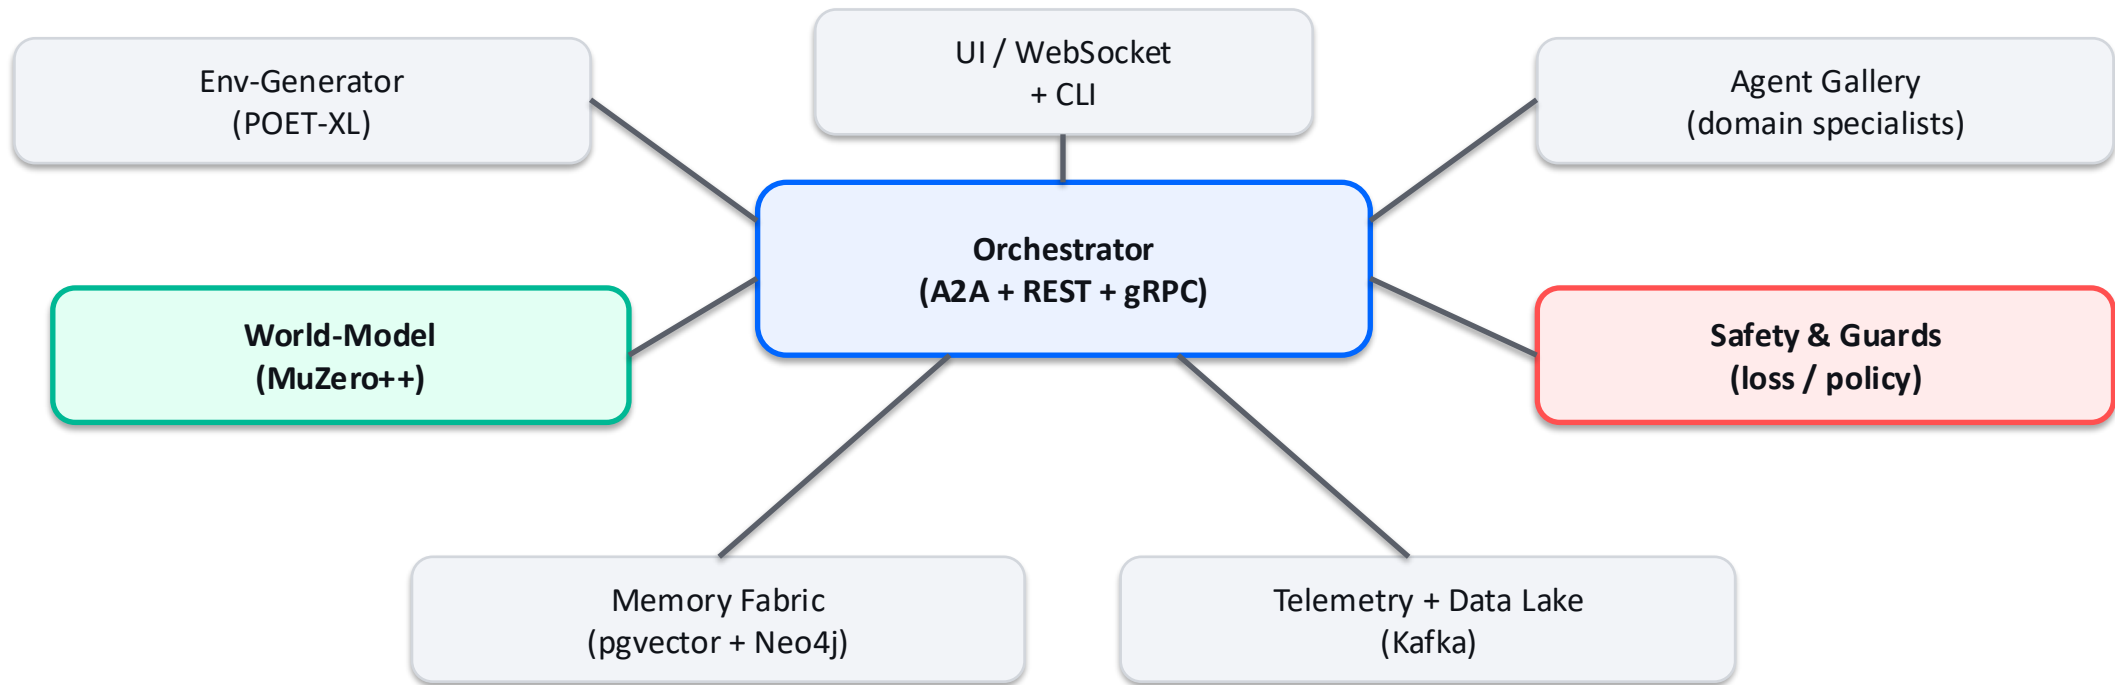 UI / WebSocket
+ CLI
Env-Generator
(POET-XL)
Agent Gallery
(domain specialists)
Orchestrator
(A2A + REST + gRPC)
World-Model
(MuZero++)
Safety & Guards
(loss / policy)
Memory Fabric
(pgvector + Neo4j)
Telemetry + Data Lake
(Kafka)